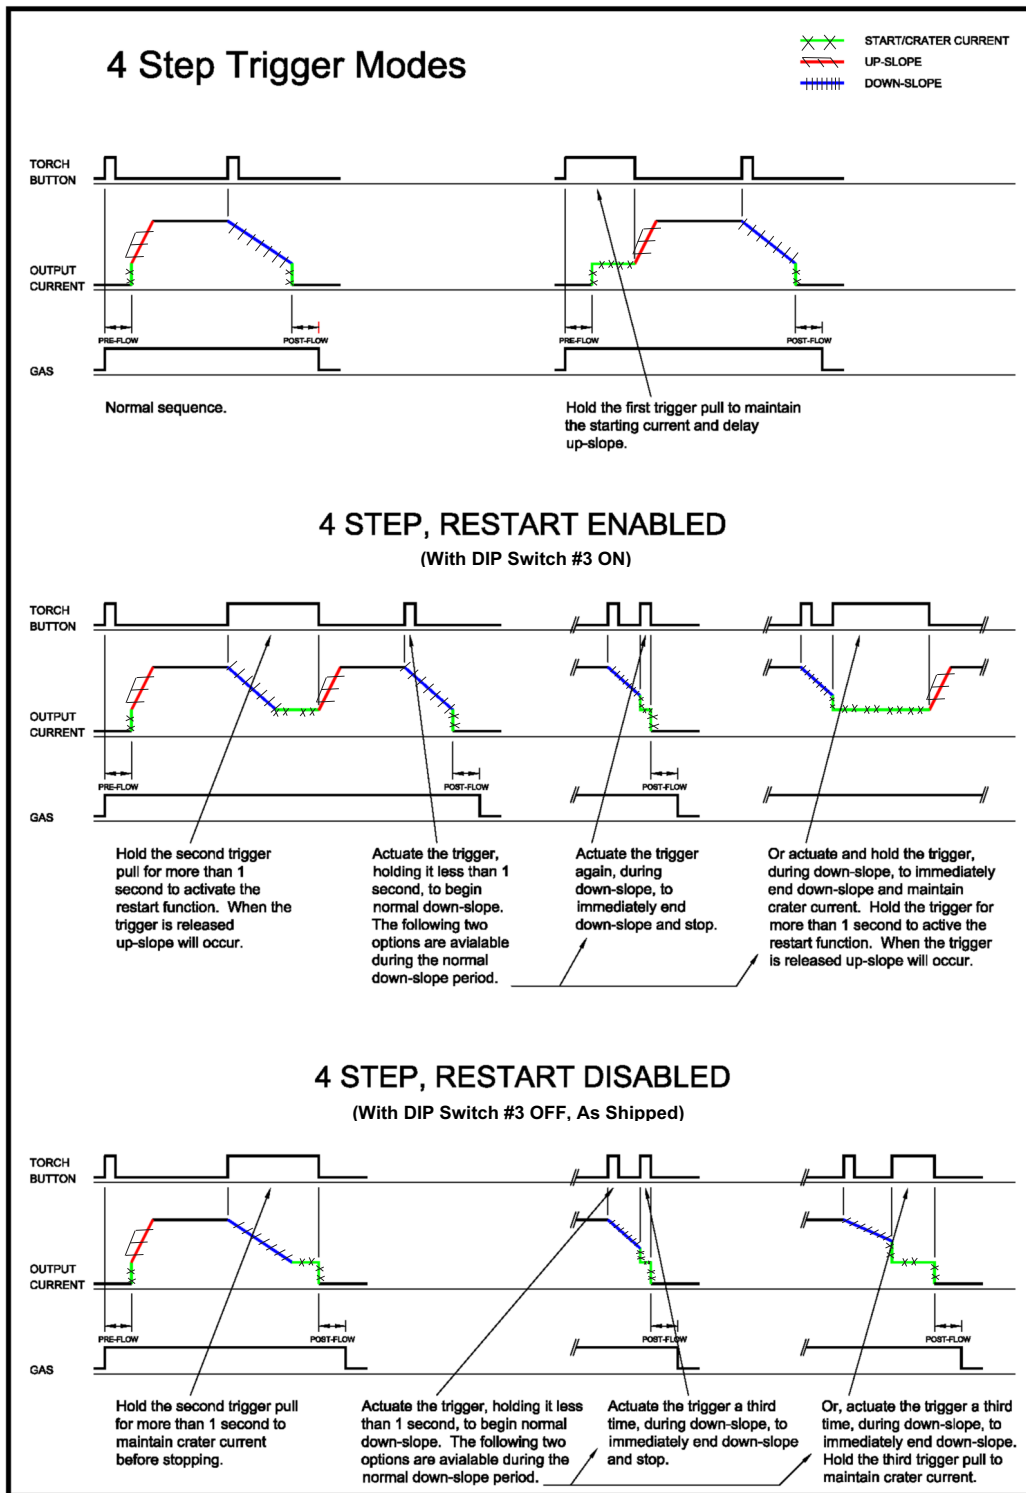 4 Step Trigger Modes
START/CRATER CURRENT
UP-SLOPE
DOWN-SLOPE
TORCH
BUTTON
OUTPUT
CURRENT
PRE-FLOW
POST-FLOW
PRE-FLOW
POST-FLOW
GAS
Normal sequence.
Hold the first trigger pull to maintain
the starting current and delay
up-slope.
4 STEP, RESTART ENABLED
(With DIP Switch #3 ON)
TORCH
BUTTON
OUTPUT
CURRENT
PRE-FLOW
POST-FLOW
POST-FLOW
GAS
Hold the second trigger
pull for more than 1
second to activate the
restart function. When the
trigger is released
up-slope will occur.
Actuate the trigger,
holding it less than 1
second, to begin
normal down-slope.
The following two
options are avialable
during the normal
down-slope period.
Actuate the trigger
again, during
down-slope, to
immediately end
down-slope and stop.
Or actuate and hold the trigger,
during down-slope, to immediately
end down-slope and maintain
crater current. Hold the trigger for
more than 1 second to active the
restart function. When the trigger
is released up-slope will occur.
4 STEP, RESTART DISABLED
(With DIP Switch #3 OFF, As Shipped)
TORCH
BUTTON
OUTPUT
CURRENT
PRE-FLOW
POST-FLOW
POST-FLOW
POST-FLOW
GAS
Hold the second trigger pull
for more than 1 second to
maintain crater current
before stopping.
Actuate the trigger, holding it less
than 1 second, to begin normal
down-slope. The following two
options are avialable during the
normal down-slope period.
Actuate the trigger a third
time, during down-slope, to
immediately end down-slope
and stop.
Or, actuate the trigger a third
time, during down-slope, to
immediately end down-slope.
Hold the third trigger pull to
maintain crater current.